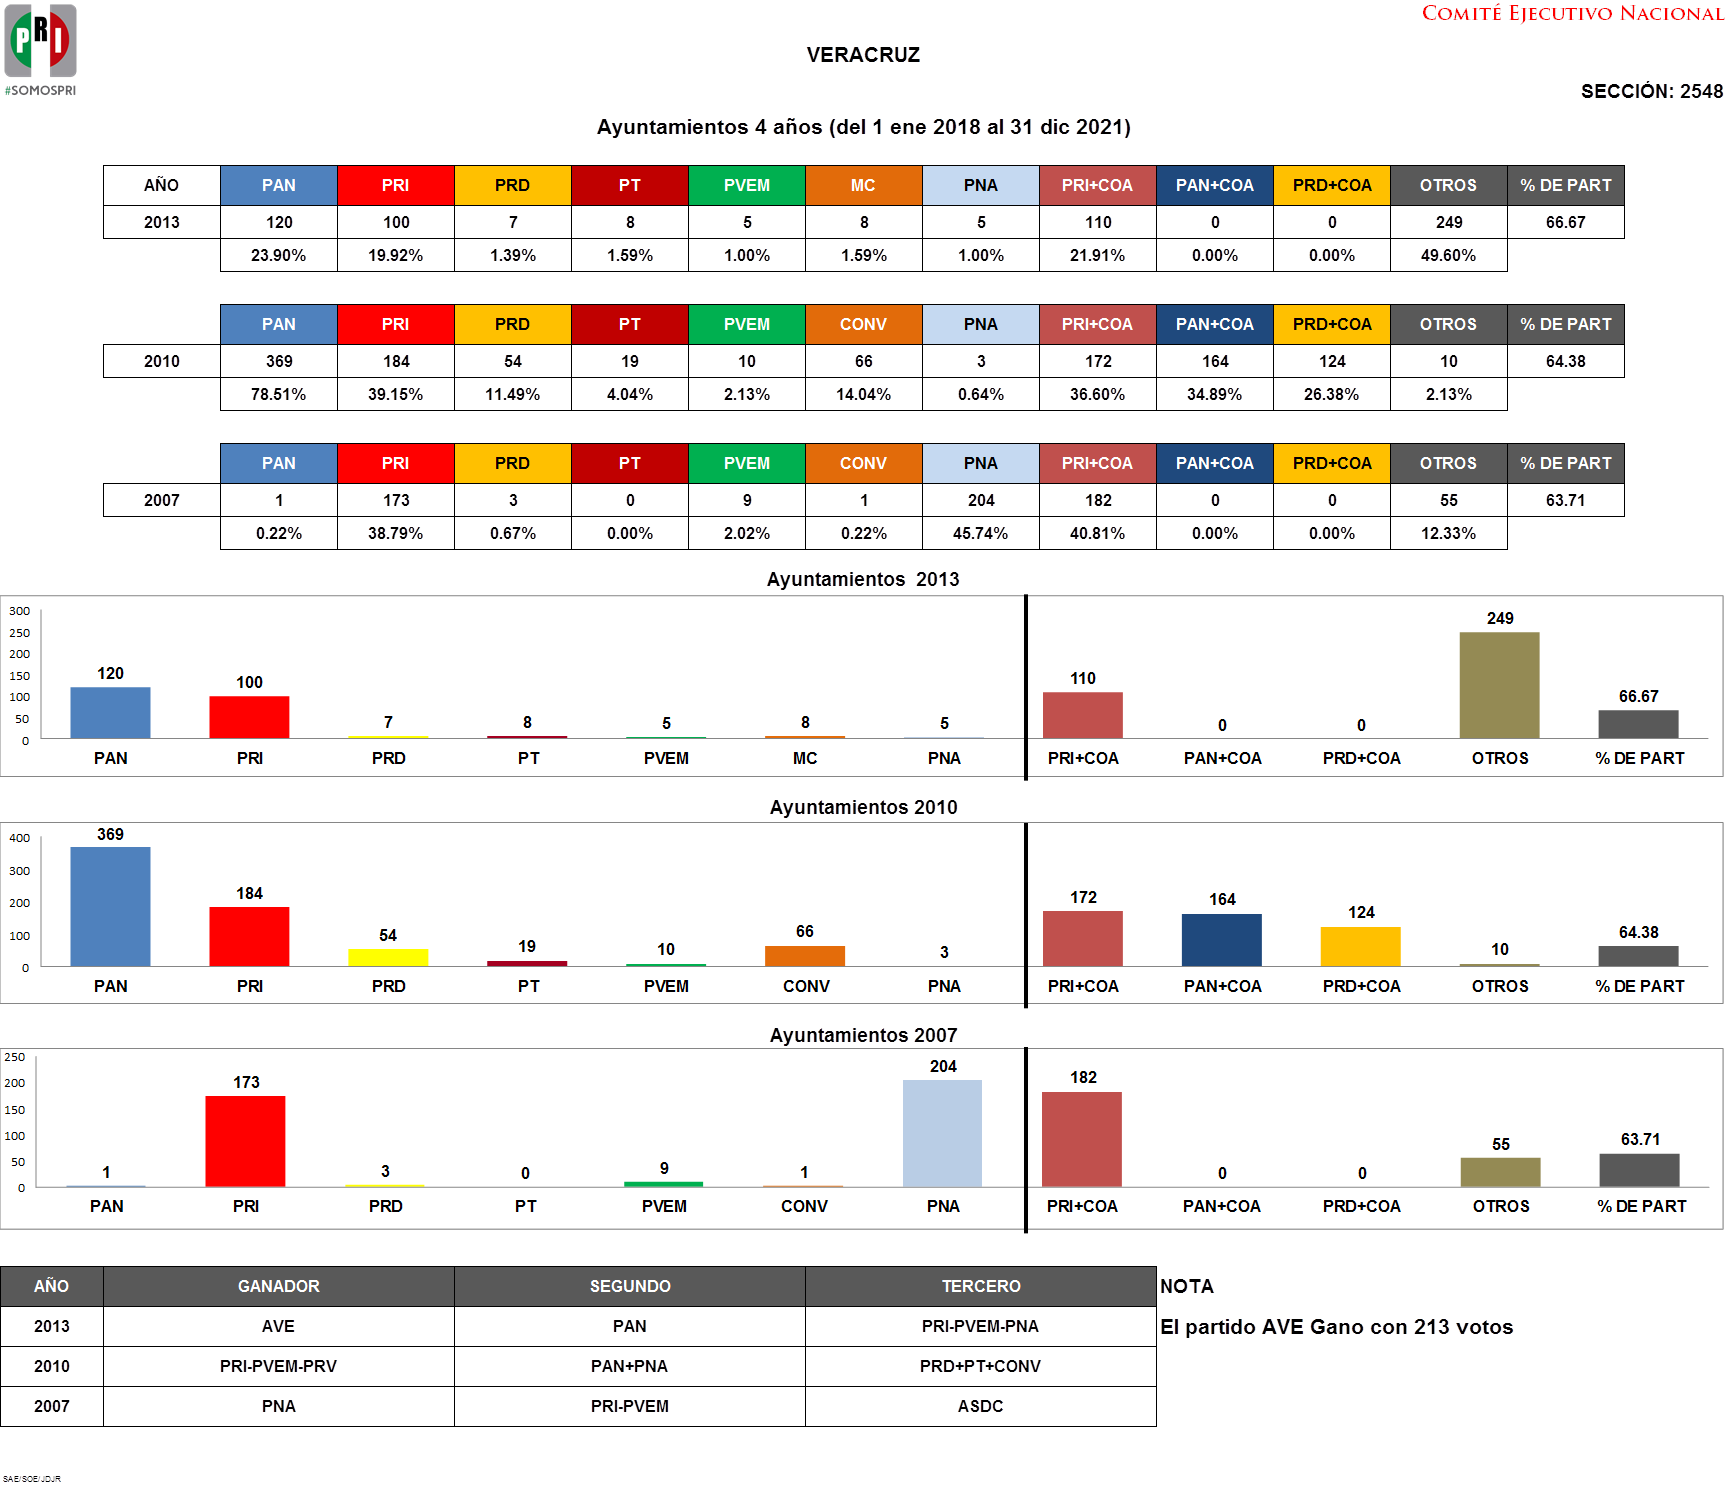 PRI
#SOMOSPRI
COMITÉ EJECUTIVO NACIONAL
VERACRUZ
SECCIÓN: 2548
Ayuntamientos 4 años (del 1 ene 2018 al 31 dic 2021)
AÑO PAN PRI PRD PT PVEM MC PNA PRI+COA PAN+COA PRD+COA OTROS % DE PART
2013 120 100 7 8 5 8 5 110 0 0 249 66.67
23.90% 19.92% 1.39% 1.59% 1.00% 1.59% 1.00% 21.91% 0.00% 0.00% 49.60%
PAN PRI PRD PT PVEM CONV PNA PRI+COA PAN+COA PRD+COA OTROS % DE PART
2010 369 184 54 19 10 66 3 172 164 124 10 64.38
78.51% 39.15% 11.49% 4.04% 2.13% 14.04% 0.64% 36.60% 34.89% 26.38% 2.13%
PAN PRI PRD PT PVEM CONV PNA PRI+COA PAN+COA PRD+COA OTROS % DE PART
2007 1 173 3 0 9 1 204 182 0 0 55 63.71
0.22% 38.79% 0.67% 0.00% 2.02% 0.22% 45.74% 40.81% 0.00% 0.00% 12.33%
Ayuntamientos 2013
300
250
200
150
100
50
0
120 100 7 8 5 8 5 110 0 0 249 66.67
PAN PRI PRD PT PVEM MC PNA PRI+COA PAN+COA PRD+COA OTROS % DE PART
Ayuntamientos 2010
400
300
200
100
0
369 184 54 19 10 66 3 172 164 124 10 64.38
PAN PRI PRD PT PVEM CONV PNA PRI+COA PAN+COA PRD+COA OTROS % DE PART
Ayuntamientos 2007
250
200
150
100
50
0
1 173 3 0 9 1 204 182 0 0 55 63.71
PAN PRI PRD PT PVEM CONV PNA PRI+COA PAN+COA PRD+COA OTROS % DE PART
AÑO GANADOR SEGUNDO TERCERO NOTA
2013 AVE PAN PRI-PVEM-PNA El partido AVE Gano con 213 votos
2010 PRI-PVEM-PRV PAN+PNA PRD+PT+CONV
2007 PNA PRI-PVEM ASDC
SAE/SOE/JDJR